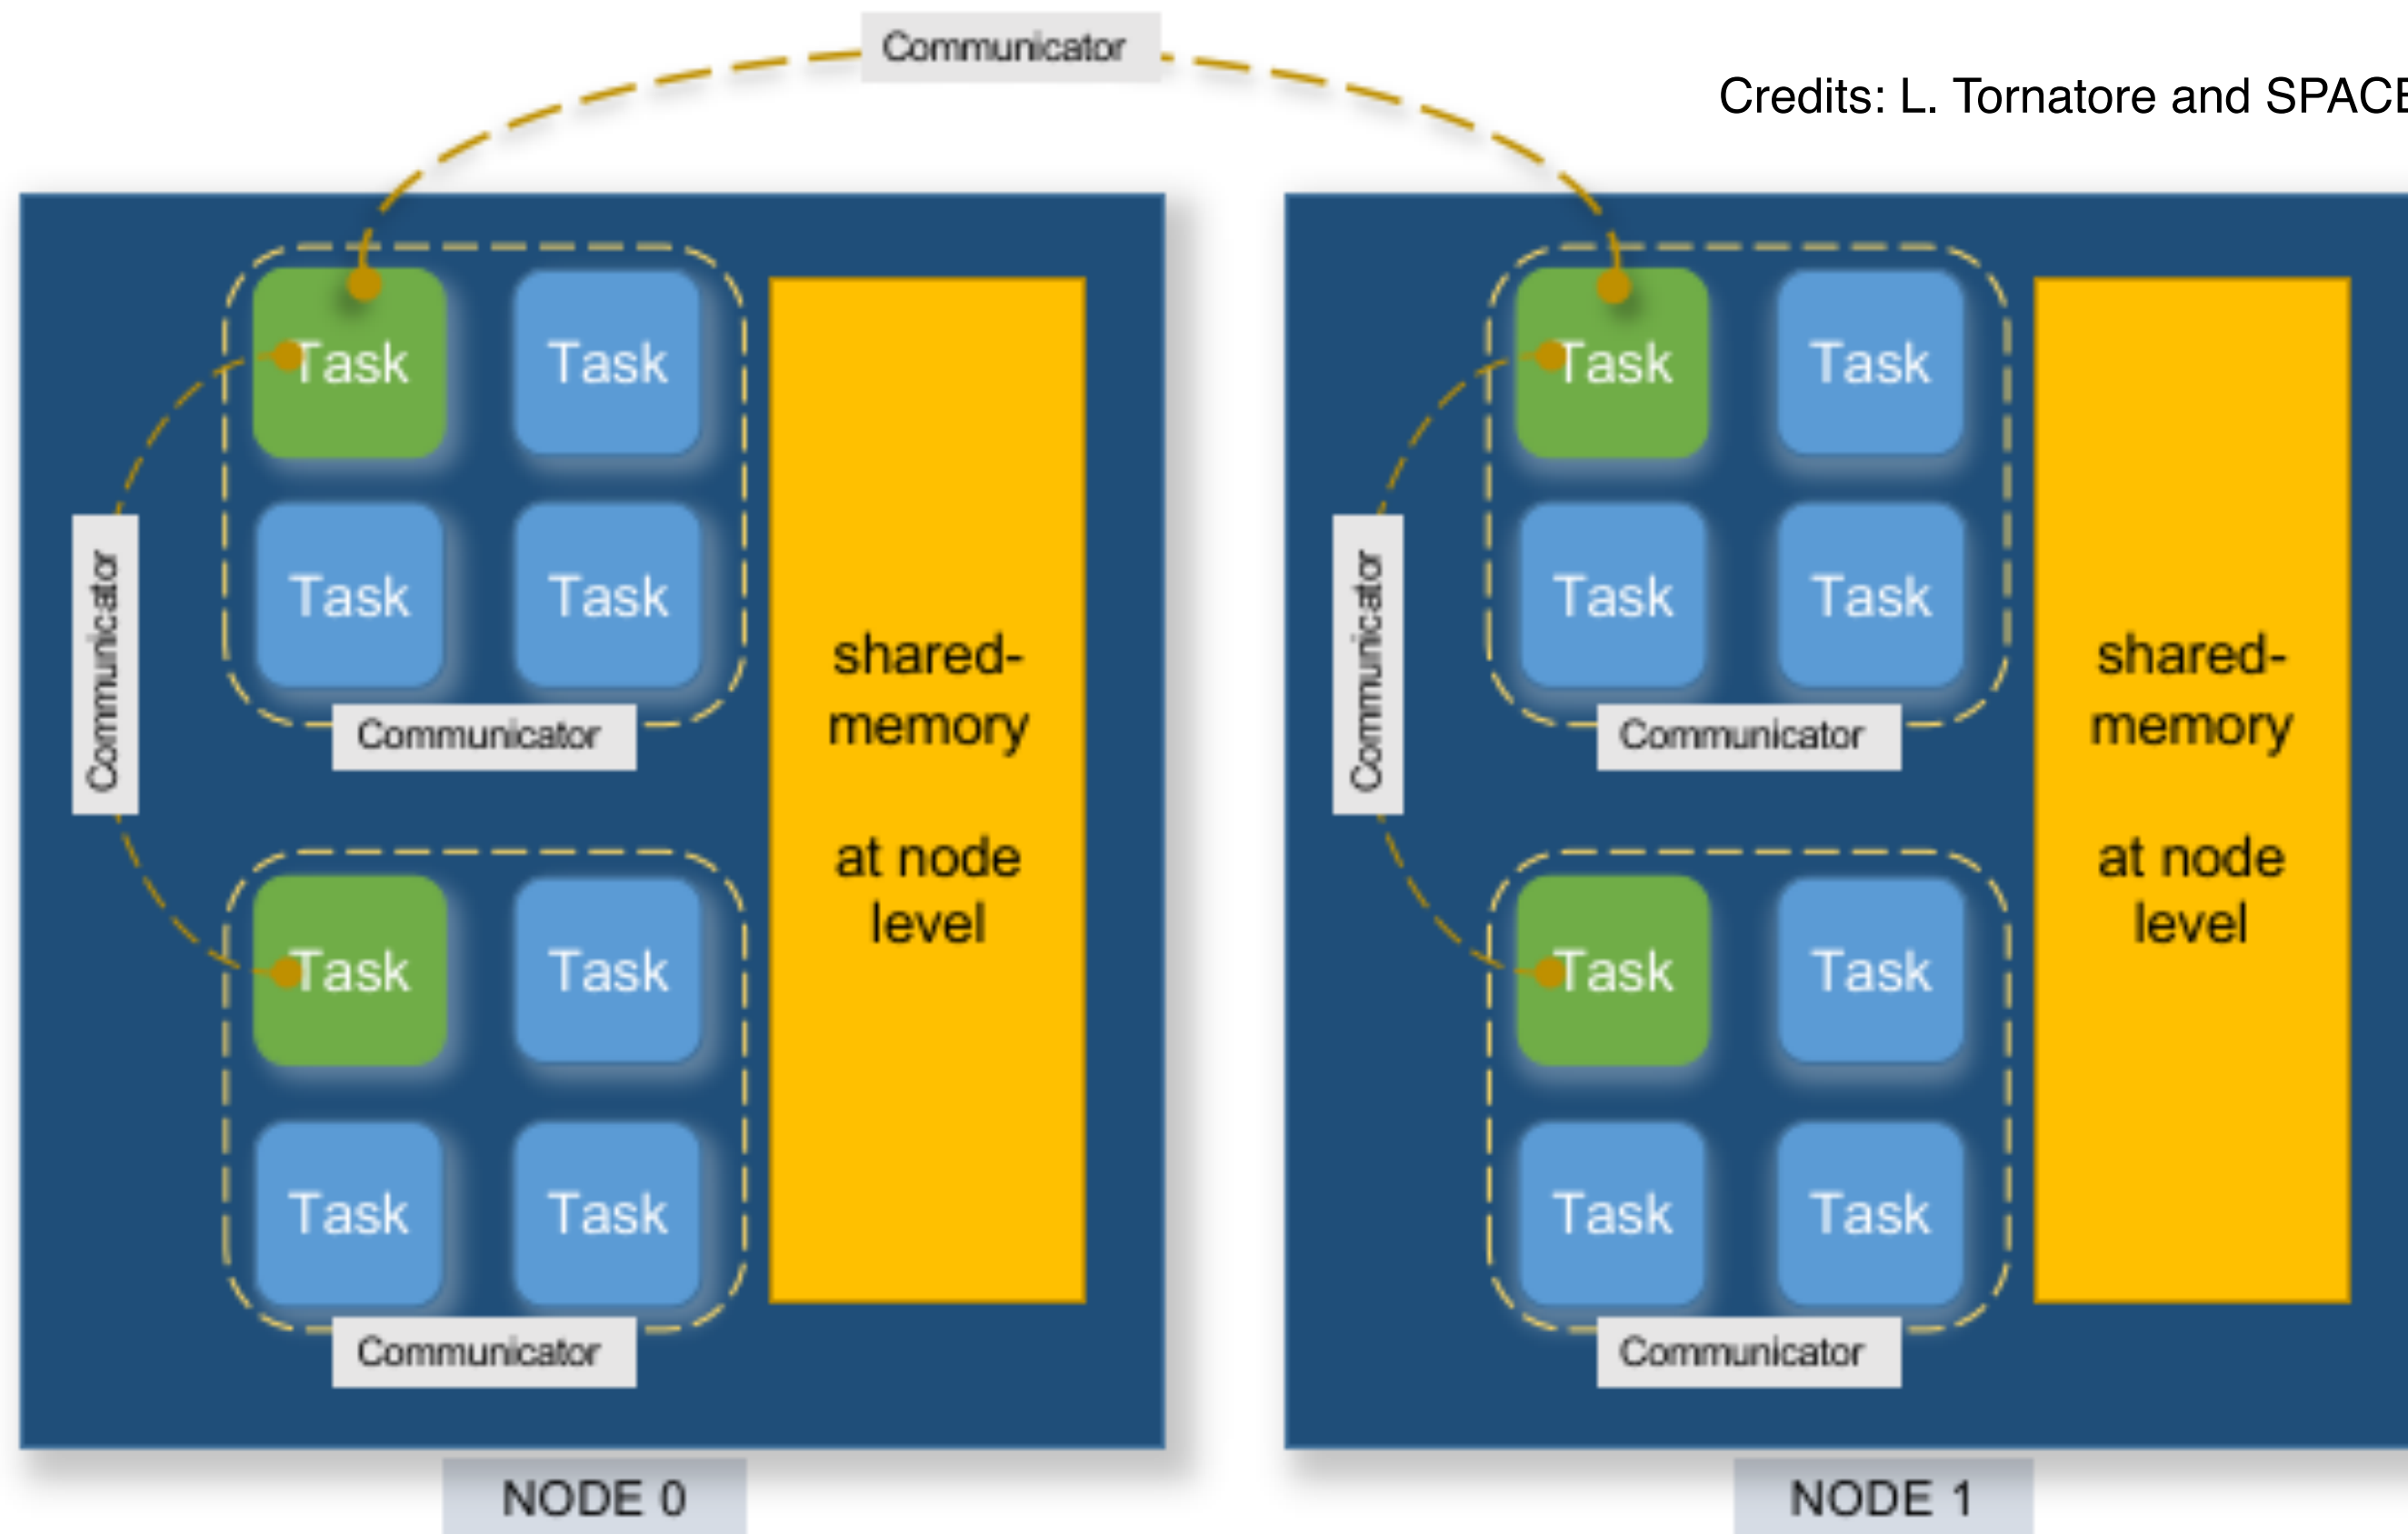 Communicator
Credits: L. Tornatore and SPACE
Task
Task
Task
Task
Communicator
Communicator
Task
Task
Task
Task
Communicator
shared-
memory
at node
level
NODE 0
Task
Task
Task
Task
Communicator
Communicator
Task
Task
Task
Task
Communicator
shared-
memory
at node
level
NODE 1